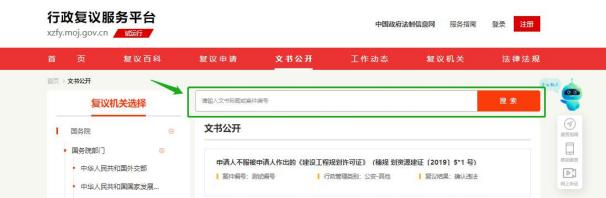 行政复议服务平台
xzfy.moj.gov.cn 试运行
中国政府法制信息网 服务指南 登录 注册
首页 复议百科 复议申请 文书公开 工作动态 复议机关 法律法规
首页 > 文书公开
复议机关选择
国务院
国务院部门
中华人民共和国外交部
中华人民共和国国家发展...
请输入文书标题或案件编号
搜 索
文书公开
申请人不服被申请人作出的《建设工程规划许可证》（穗规 划资源建证〔2019〕5*1 号）
案件编号：测试编号 行政管理类别：公安-其他 复议结果：确认违法